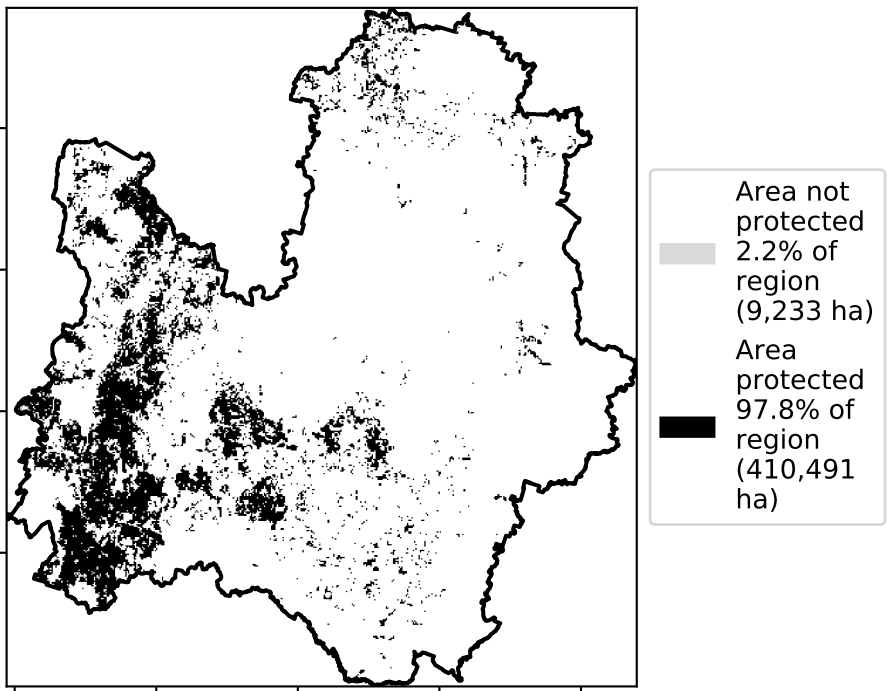 Area not
protected
2.2% of
region
(9,233 ha)
Area
protected
97.8% of
region
(410,491
ha)